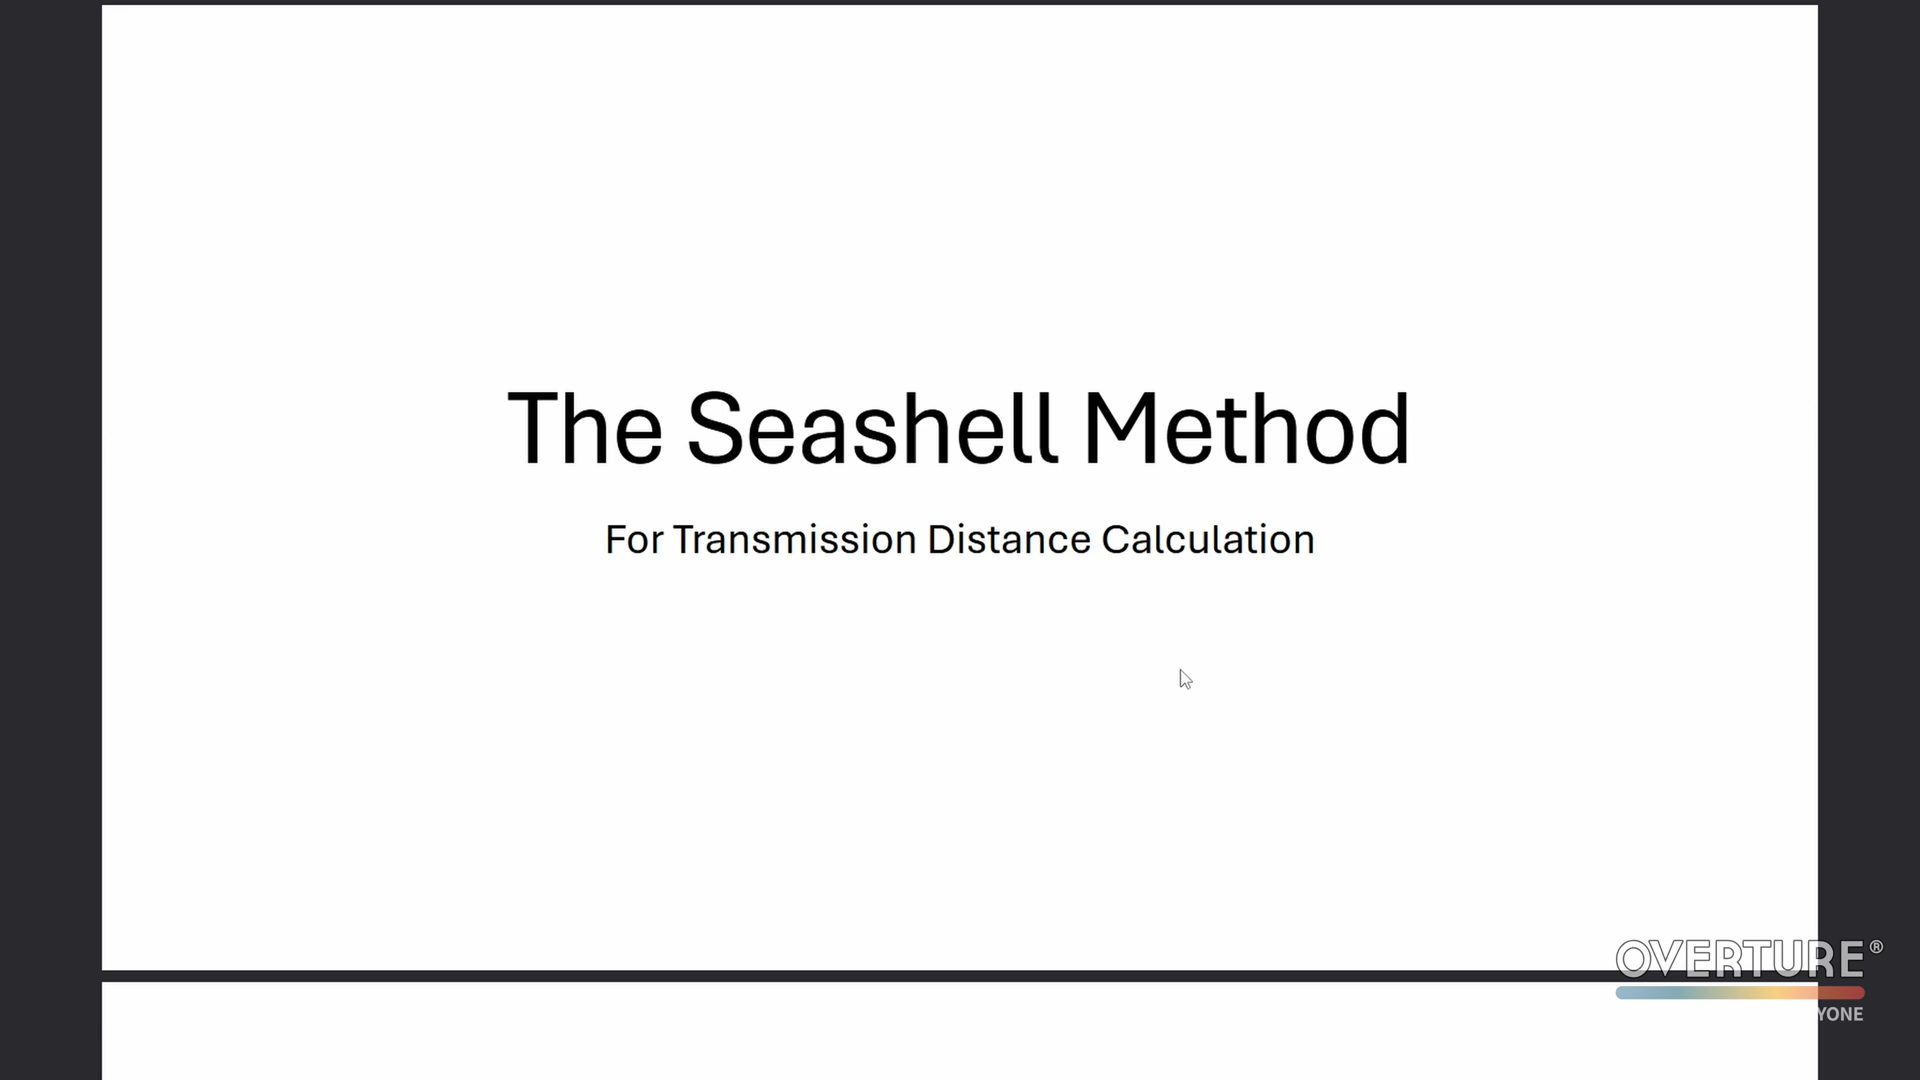 The Seashell Method
For Transmission Distance Calculation
OVERTURE®
YONE